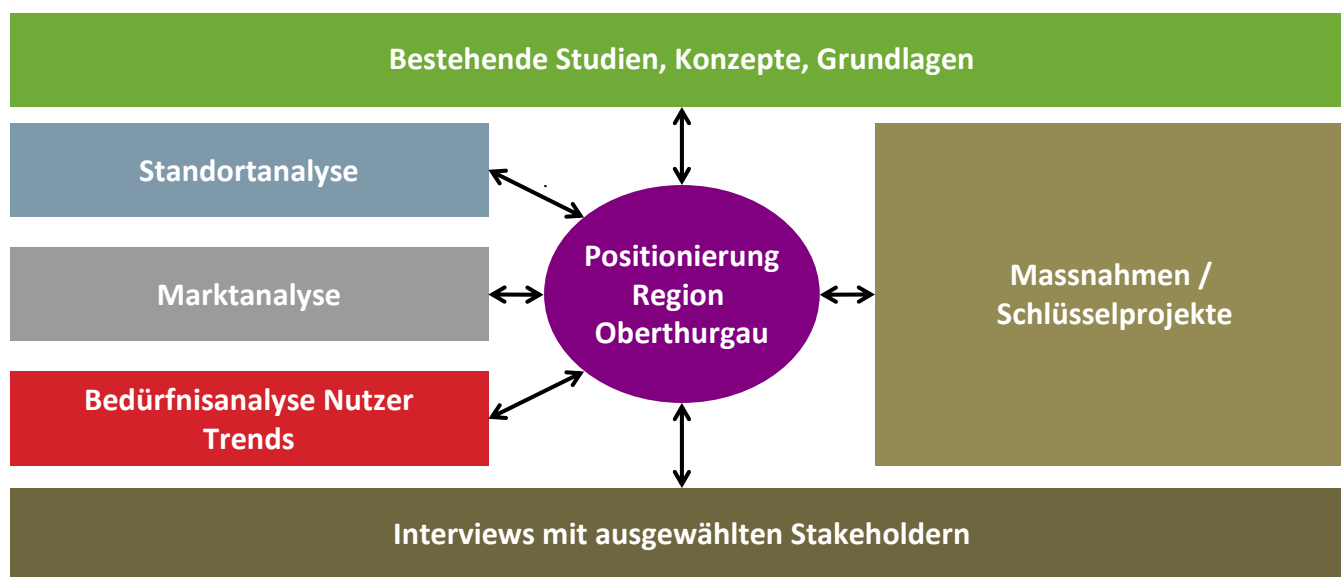 Bestehende Studien, Konzepte, Grundlagen
Standortanalyse
Marktanalyse
Bedürfnisanalyse Nutzer
Trends
Positionierung
Region
Oberthurgau
Massnahmen /
Schlüsselprojekte
Interviews mit ausgewählten Stakeholdern